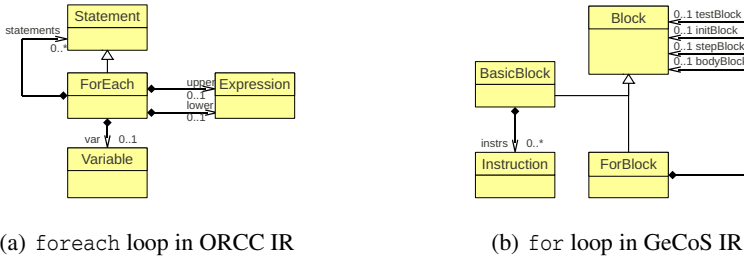 Statement
statements
0..*
ForEach
upper
0..1
lower
0..1
Expression
var 0..1
Variable
(a) foreach loop in ORCC IR
Block
0..1 testBlock
0..1 initBlock
0..1 stepBlock
0..1 bodyBlock
BasicBlock
instrs 0..*
Instruction
ForBlock
(b) for loop in GeCoS IR